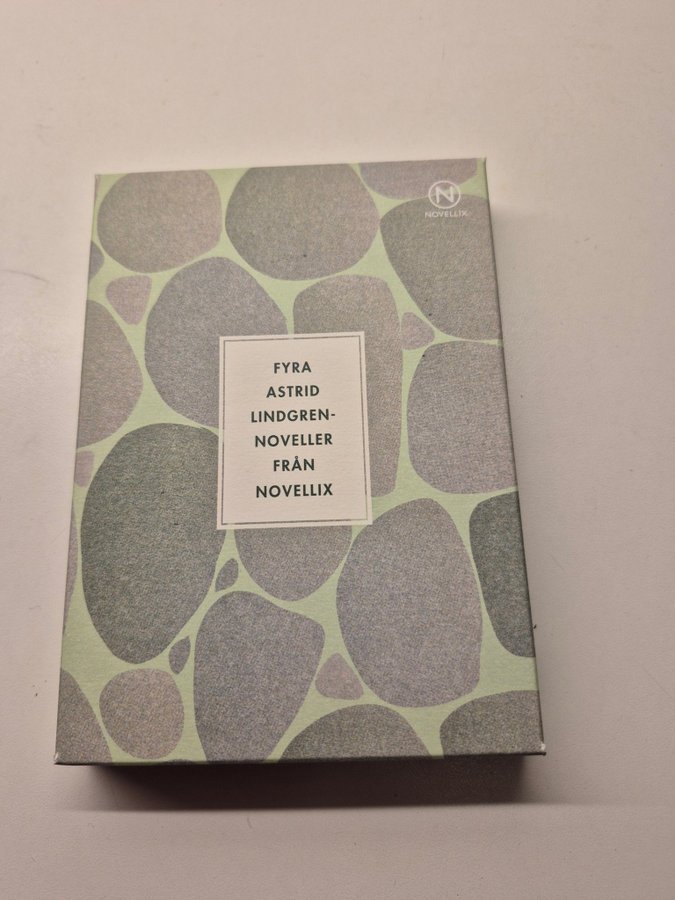 NOVELLIX
FYRA
ASTRID
LINDGREN-
NOVELLER
FRÅN
NOVELLIX